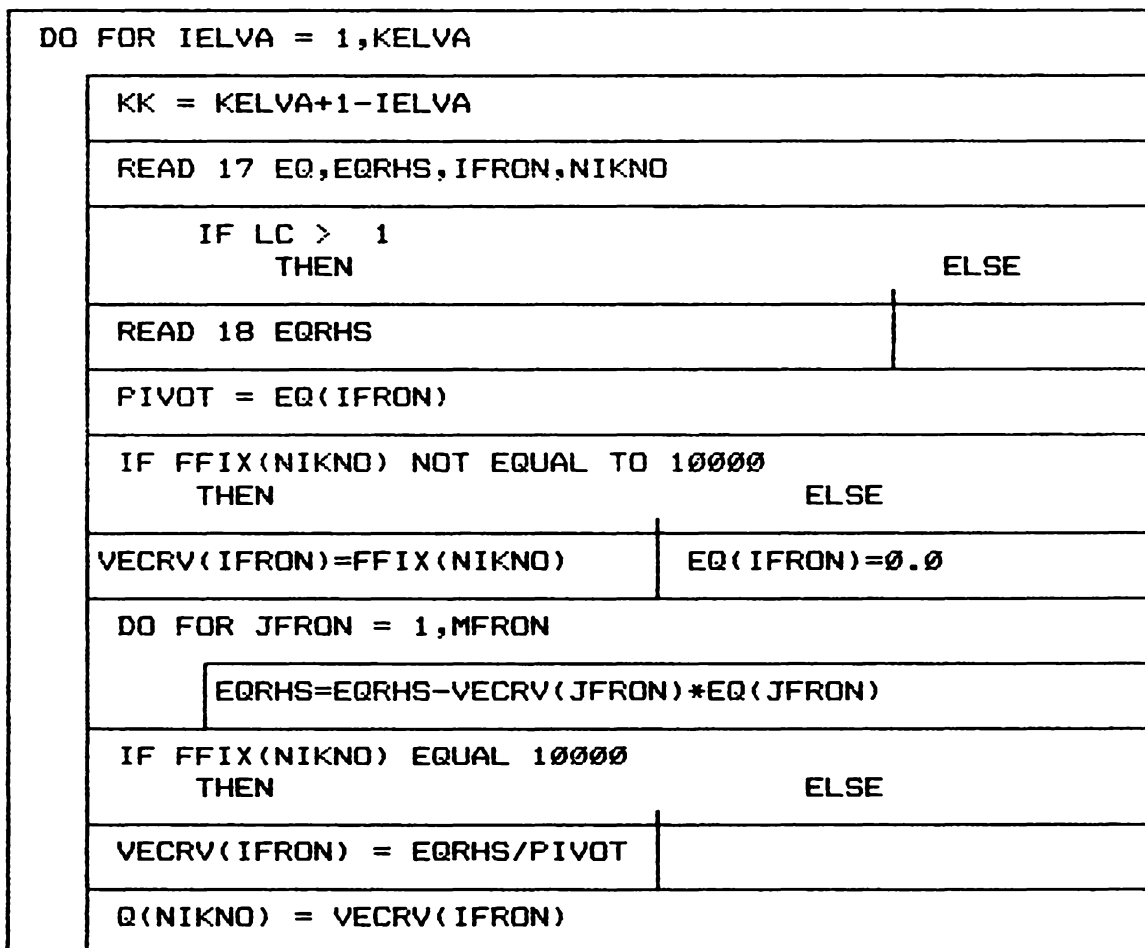 DO FOR IELVA = 1,KELVA
KK = KELVA+1-IELVA
READ 17 EQ,EQRHS,IFRON,NIKNO
IF LC > 1
THEN ELSE
READ 18 EQRHS
PIVOT = EQ(IFRON)
IF FFIX(NIKNO) NOT EQUAL TO 10000
THEN ELSE
VECRV(IFRON)=FFIX(NIKNO) EQ(IFRON)=0.0
DO FOR JFRON = 1,MFRON
EQRHS=EQRHS-VECRV(JFRON)*EQ(JFRON)
IF FFIX(NIKNO) EQUAL 10000
THEN ELSE
VECRV(IFRON) = EQRHS/PIVOT
Q(NIKNO) = VECRV(IFRON)